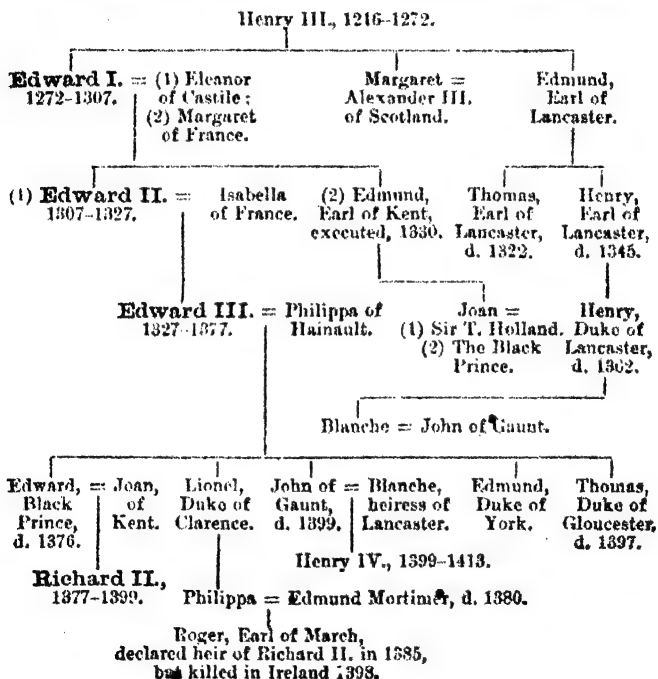 Henry III., 1216-1272.
Edward I. = (1) Eleanor Margaret = Edmund,
1272-1307. of Castile; Alexander III. Earl of
(2) Margaret of Scotland. Lancaster.
of France.
(1) Edward II. = Isabella (2) Edmund, Thomas, Henry,
1307-1327. of France. Earl of Kent, Earl of Earl of
executed, 1330. Lancaster, Lancaster,
d. 1322. d. 1345.
Edward III. = Philippa of Joan = Henry,
1327-1377. Hainault. (1) Sir T. Holland. Duke of
(2) The Black Lancaster,
Prince. d. 1362.
Blanche = John of Gaunt.
Edward, = Joan, Lionel, John of = Blanche, Edmund, Thomas,
Black of Duke of Gaunt, heiress of Duke of Duke of
Prince, Kent. Clarence. d. 1399. Lancaster. York. Gloucester,
d. 1376. d. 1397.
Henry IV., 1399-1413.
Richard II.,
1377-1399. Philippa = Edmund Mortimer, d. 1380.
Roger, Earl of March,
declared heir of Richard II. in 1385,
but killed in Ireland 1398.